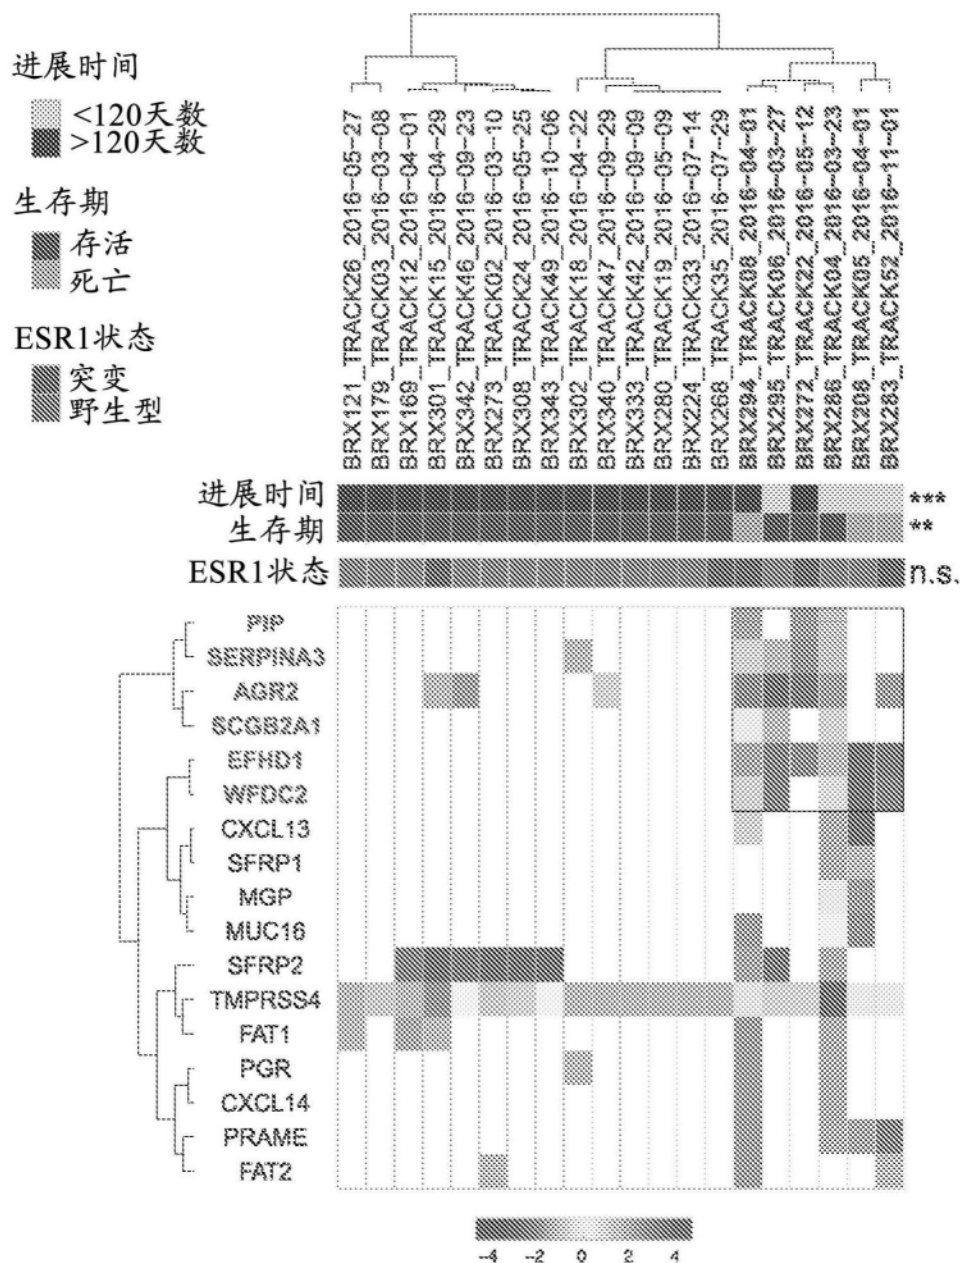 进展时间
<120天数
>120天数
生存期
存活
死亡
ESR1状态
突变
野生型
BRX121_TRACK26_2016-05-27
BRX179_TRACK03_2016-03-08
BRX169_TRACK12_2016-04-01
BRX301_TRACK15_2016-04-29
BRX342_TRACK46_2016-09-23
BRX273_TRACK02_2016-03-10
BRX308_TRACK24_2016-05-25
BRX343_TRACK49_2016-10-06
BRX302_TRACK18_2016-04-22
BRX340_TRACK47_2016-09-29
BRX333_TRACK42_2016-09-09
BRX280_TRACK19_2016-05-09
BRX224_TRACK33_2016-07-14
BRX268_TRACK35_2016-07-29
BRX294_TRACK08_2016-04-01
BRX295_TRACK06_2016-03-27
BRX272_TRACK22_2016-05-12
BRX286_TRACK04_2016-03-23
BRX208_TRACK05_2016-04-01
BRX283_TRACK52_2016-11-01
进展时间 ***
生存期 **
ESR1状态 n.s.
PIP
SERPINA3
AGR2
SCGB2A1
EFHD1
WFDC2
CXCL13
SFRP1
MGP
MUC16
SFRP2
TMPRSS4
FAT1
PGR
CXCL14
PRAME
FAT2
-4 -2 0 2 4